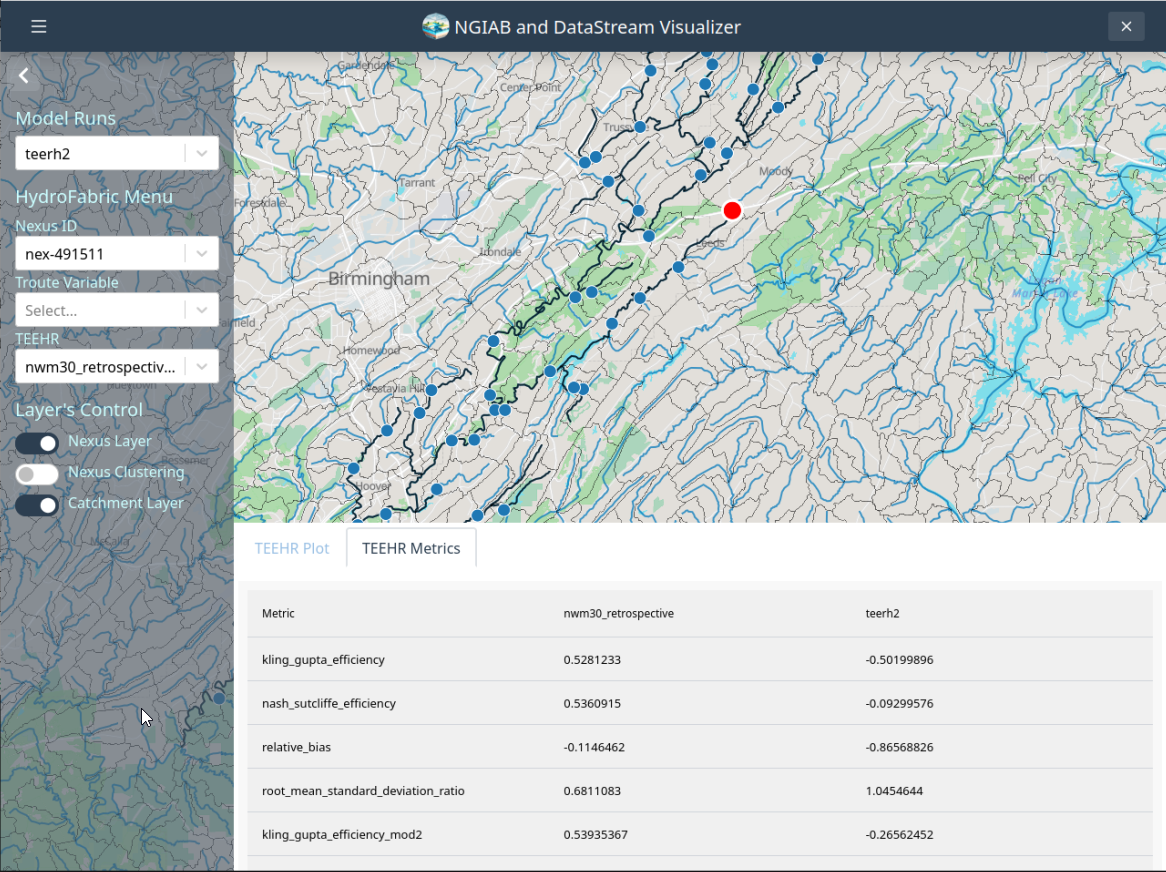 NGIAB and DataStream Visualizer
Model Runs
teerh2
HydroFabric Menu
Nexus ID
nex-491511
Troute Variable
Select...
TEEHR
nwm30_retrospectiv...
Layer's Control
Nexus Layer
Nexus Clustering
Catchment Layer
Gardendale
Center Point
Trussville
Tarrant
Moody
Pell City
Forestdale
Irondale
Leeds
Birmingham
Fairfield
Homewood
Vestavia Hills
Hueytown
Bessemer
Hoover
McCalla
TEEHR Plot
TEEHR Metrics
Metric nwm30_retrospective teerh2
kling_gupta_efficiency 0.5281233 -0.50199896
nash_sutcliffe_efficiency 0.5360915 -0.09299576
relative_bias -0.1146462 -0.86568826
root_mean_standard_deviation_ratio 0.6811083 1.0454644
kling_gupta_efficiency_mod2 0.53935367 -0.26562452